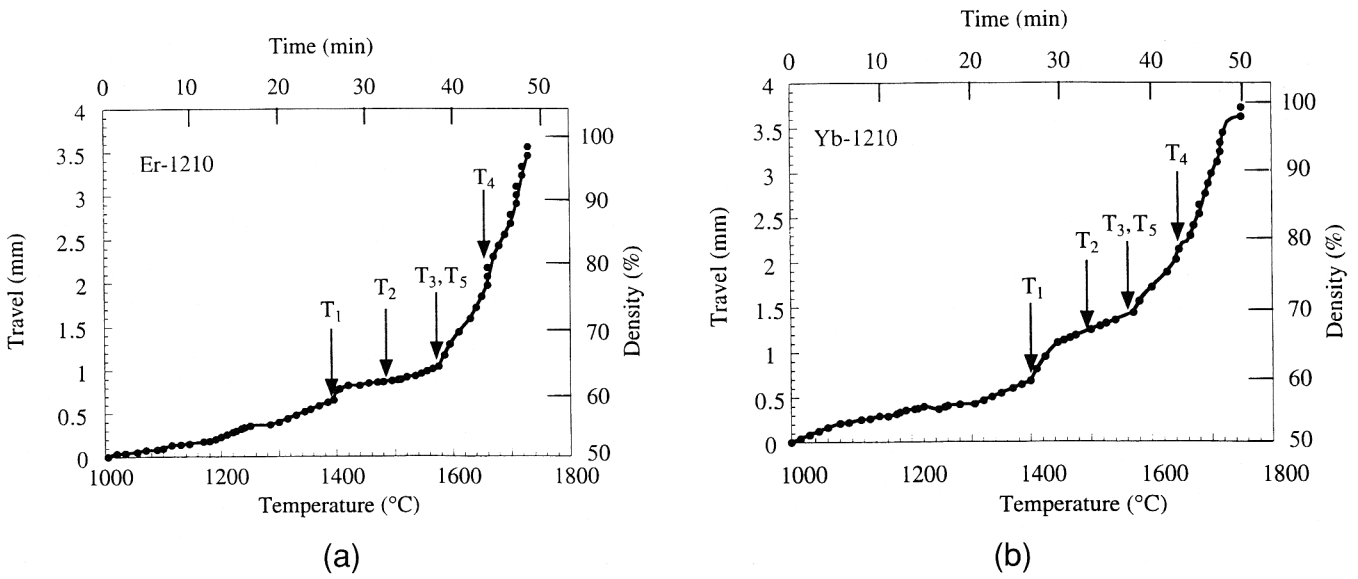 Time (min)
0 10 20 30 40 50
4
3.5
3
2.5
2
1.5
1
0.5
0
Travel (mm)
Er-1210
T1
T2
T3,T5
T4
100
90
80
70
60
50
Density (%)
1000 1200 1400 1600 1800
Temperature (°C)
(a)
Time (min)
0 10 20 30 40 50
4
3.5
3
2.5
2
1.5
1
0.5
0
Travel (mm)
Yb-1210
T1
T2
T3,T5
T4
100
90
80
70
60
50
Density (%)
1000 1200 1400 1600 1800
Temperature (°C)
(b)